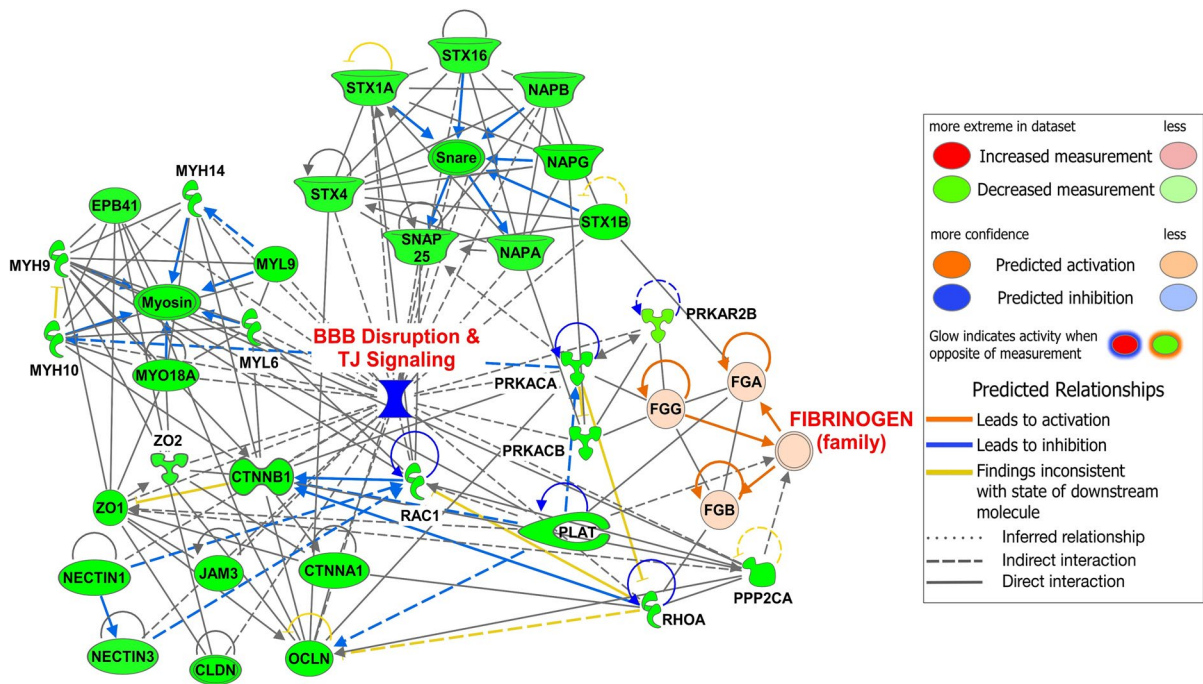 STX16
STX1A
NAPB
Snare
NAPG
STX4
STX1B
SNAP
25
NAPA
MYH14
EPB41
MYH9
MYL9
Myosin
MYH10
MYO18A
MYL6
BBB Disruption &
TJ Signaling
PRKAR2B
PRKACA
FGA
FGG
FIBRINOGEN
(family)
PRKACB
FGB
ZO2
CTNNB1
ZO1
RAC1
PLAT
NECTIN1
JAM3
CTNNA1
PPP2CA
RHOA
NECTIN3
CLDN
OCLN
more extreme in dataset less
Increased measurement
Decreased measurement
more confidence less
Predicted activation
Predicted inhibition
Glow indicates activity when
opposite of measurement
Predicted Relationships
Leads to activation
Leads to inhibition
Findings inconsistent
with state of downstream
molecule
Inferred relationship
Indirect interaction
Direct interaction